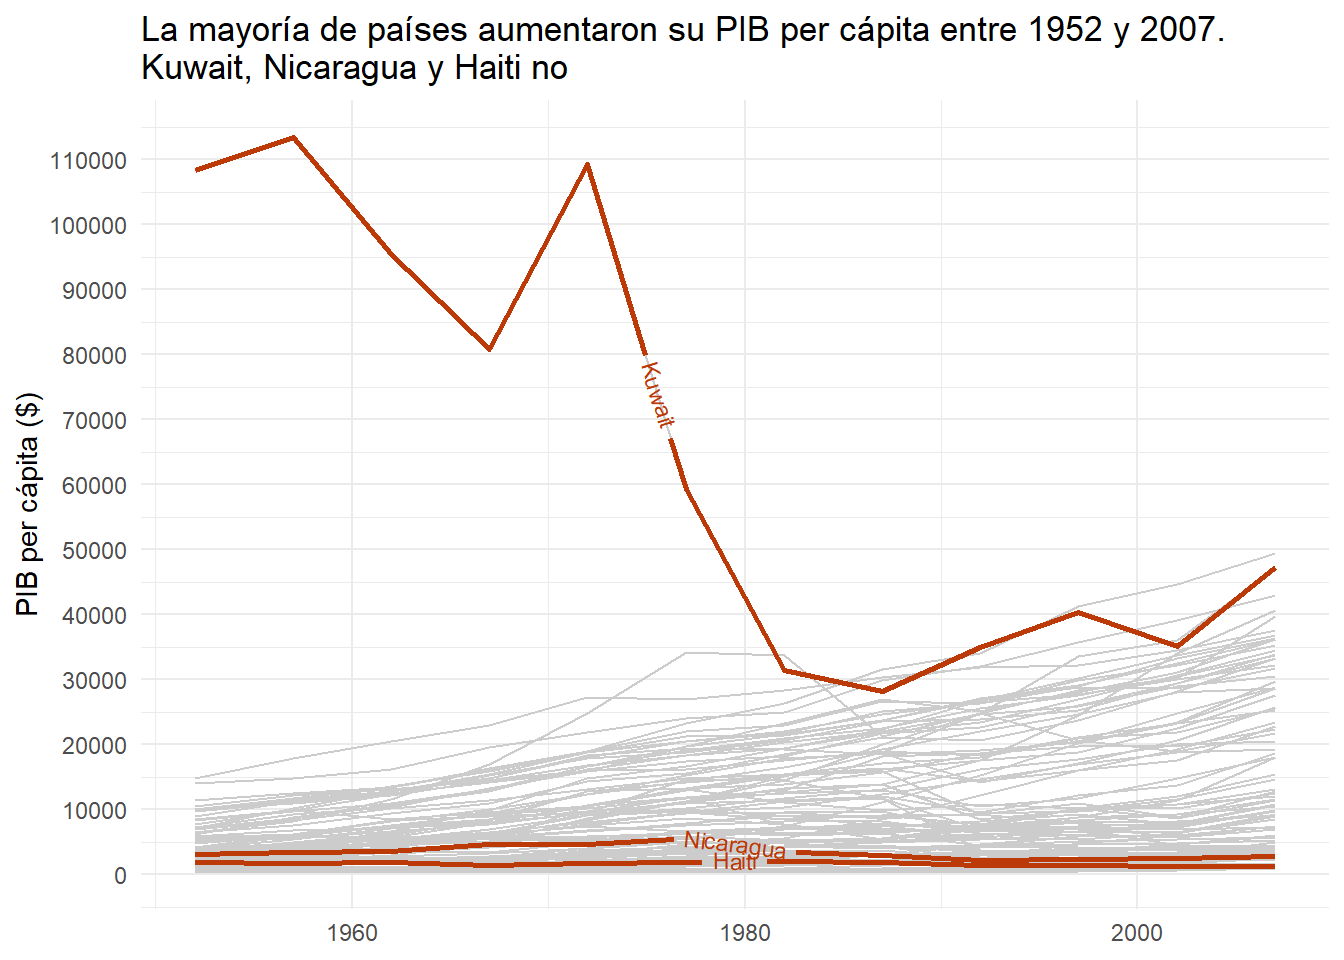 La mayoría de países aumentaron su PIB per cápita entre 1952 y 2007.
Kuwait, Nicaragua y Haiti no
PIB per cápita ($)
110000
100000
90000
80000
70000
60000
50000
40000
30000
20000
10000
0
Kuwait
Nicaragua
Haiti
1960
1980
2000